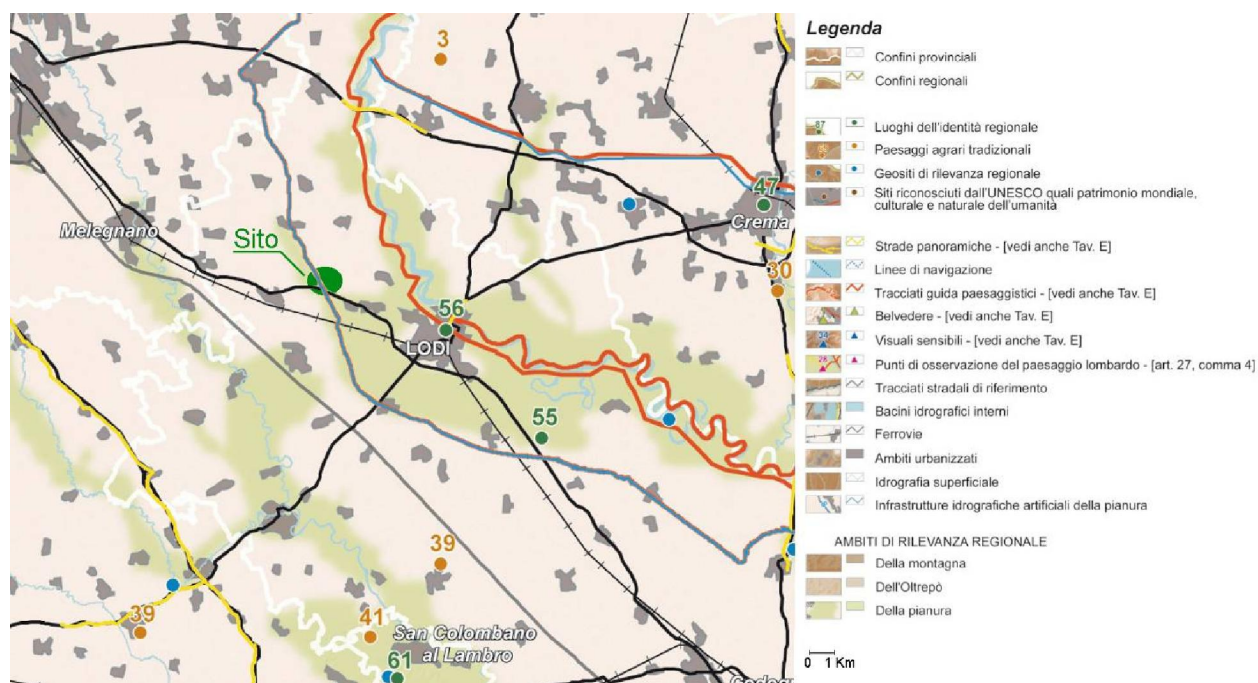 3
47
Crema
Melegnano
Sito
30
56
LODI
55
39
39
41
San Colombano
al Lambro
61
Legenda
Confini provinciali
Confini regionali
Luoghi dell'identità regionale
Paesaggi agrari tradizionali
Geositi di rilevanza regionale
Siti riconosciuti dall'UNESCO quali patrimonio mondiale,
culturale e naturale dell'umanità
Strade panoramiche - [vedi anche Tav. E]
Linee di navigazione
Tracciati guida paesaggistici - [vedi anche Tav. E]
Belvedere - [vedi anche Tav. E]
Visuali sensibili - [vedi anche Tav. E]
Punti di osservazione del paesaggio lombardo - [art. 27, comma 4]
Tracciati stradali di riferimento
Bacini idrografici interni
Ferrovie
Ambiti urbanizzati
Idrografia superficiale
Infrastrutture idrografiche artificiali della pianura
AMBITI DI RILEVANZA REGIONALE
Della montagna
Dell'Oltrepò
Della pianura
0 1 Km